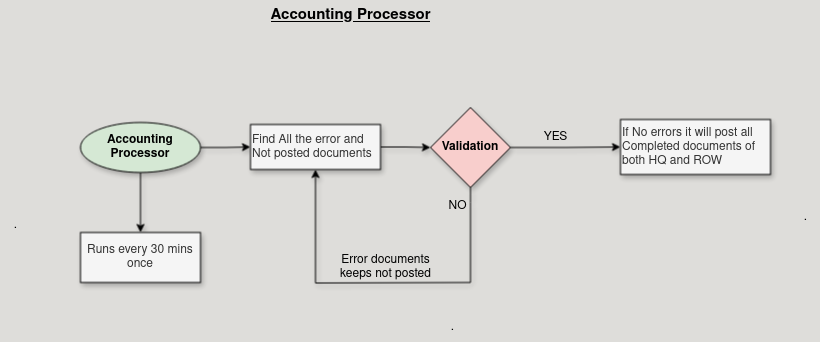 Accounting Processor
Accounting
Processor
Find All the error and
Not posted documents
Validation
YES
If No errors it will post all
Completed documents of
both HQ and ROW
NO
Runs every 30 mins
once
Error documents
keeps not posted